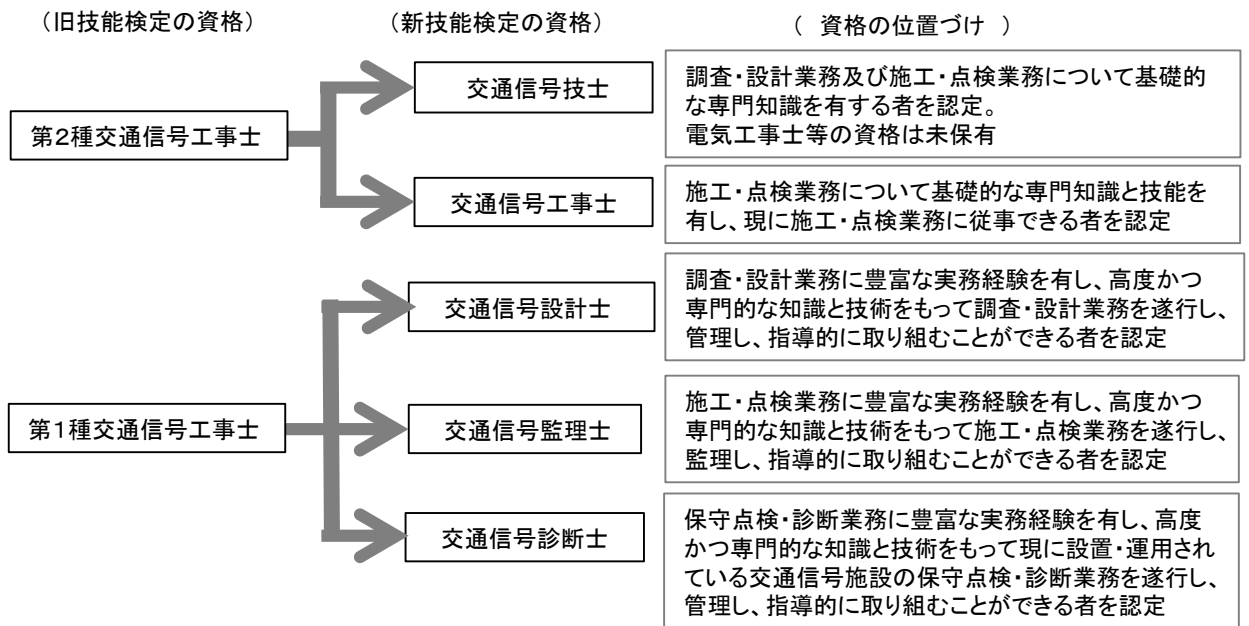 （旧技能検定の資格）
（新技能検定の資格）
（　資格の位置づけ　）
第２種交通信号工事士
交通信号技士
調査・設計業務及び施工・点検業務について基礎的
な専門知識を有する者を認定。
電気工事士等の資格は未保有
交通信号工事士
施工・点検業務について基礎的な専門知識と技能を
有し、現に施工・点検業務に従事できる者を認定
第１種交通信号工事士
交通信号設計士
調査・設計業務に豊富な実務経験を有し、高度かつ
専門的な知識と技術をもって調査・設計業務を遂行し、
管理し、指導的に取り組むことができる者を認定
交通信号監理士
施工・点検業務に豊富な実務経験を有し、高度かつ
専門的な知識と技術をもって施工・点検業務を遂行し、
監理し、指導的に取り組むことができる者を認定
交通信号診断士
保守点検・診断業務に豊富な実務経験を有し、高度
かつ専門的な知識と技術をもって現に設置・運用され
ている交通信号施設の保守点検・診断業務を遂行し、
管理し、指導的に取り組むことができる者を認定